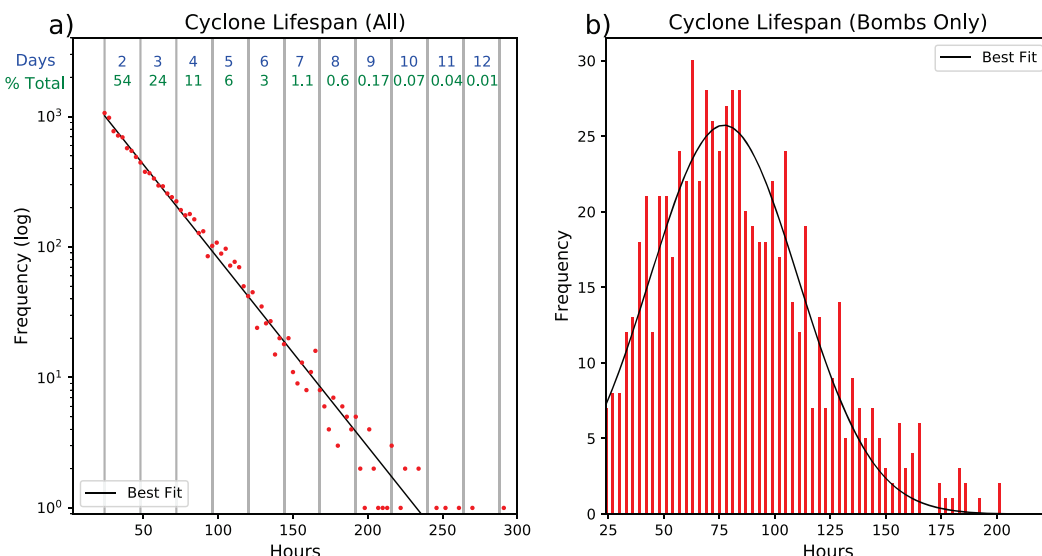 a) Cyclone Lifespan (All)
Days 2 3 4 5 6 7 8 9 10 11 12
% Total 54 24 11 6 3 1.1 0.6 0.17 0.07 0.04 0.01
10³
10²
10¹
10⁰
Frequency (log)
Best Fit
50 100 150 200 250 300
Hours
b) Cyclone Lifespan (Bombs Only)
Best Fit
30
25
20
15
10
5
0
Frequency
25 50 75 100 125 150 175 200
Hours